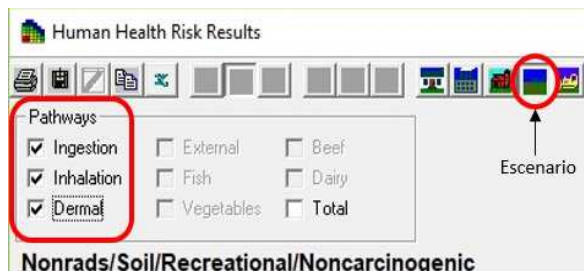 Human Health Risk Results
Pathways
Ingestion External Beef
Inhalation Fish Dairy
Dermal Vegetables Total
Escenario
Nonrads/Soil/Recreational/Noncarcinogenic